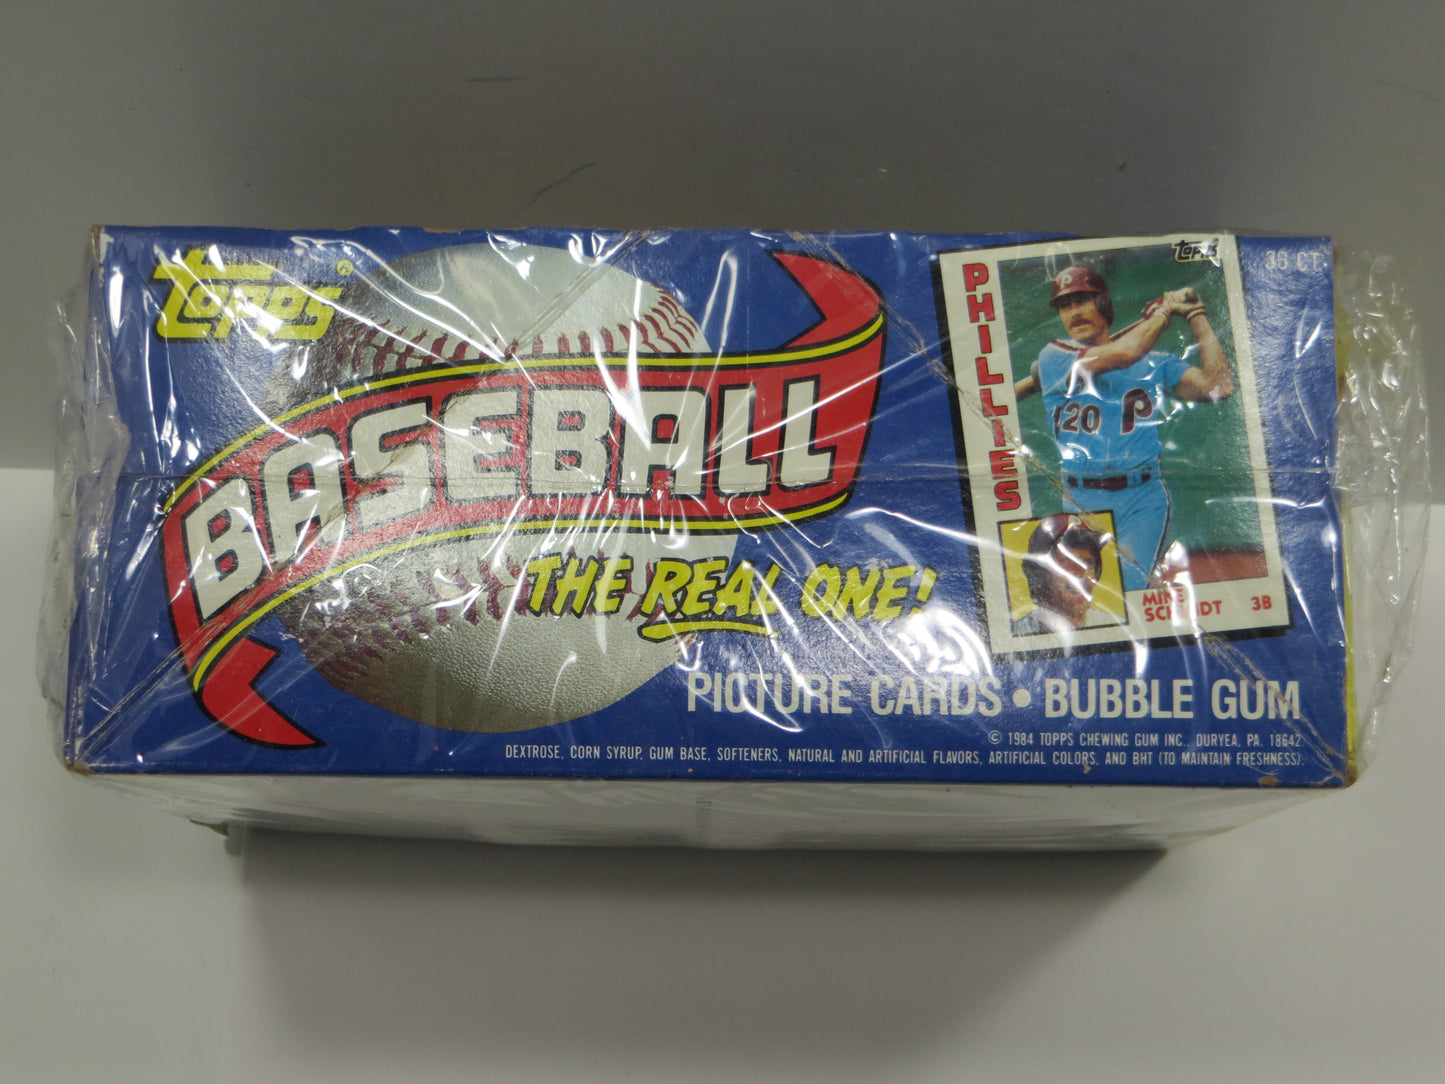 Topps ®
36 CT.
BASEBALL
THE REAL ONE!
topps
PHILLIES
20 P
MIKE
SCHMIDT 3B
PICTURE CARDS • BUBBLE GUM
© 1984 TOPPS CHEWING GUM INC., DURYEA, PA. 18642
DEXTROSE, CORN SYRUP, GUM BASE, SOFTENERS, NATURAL AND ARTIFICIAL FLAVORS, ARTIFICIAL COLORS, AND BHT (TO MAINTAIN FRESHNESS).